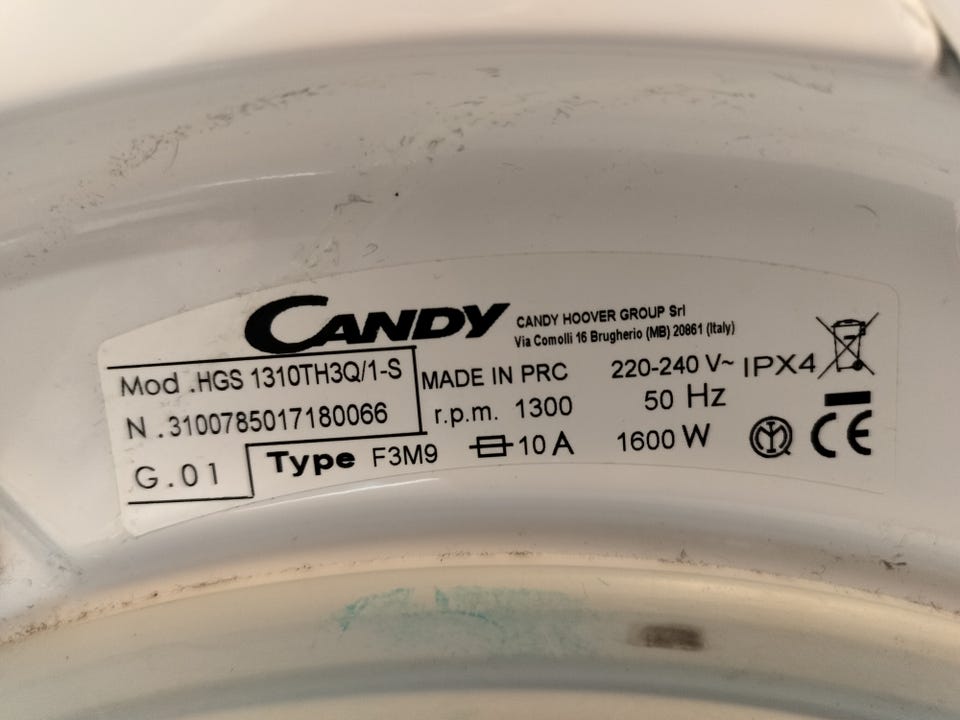 CANDY
CANDY HOOVER GROUP Srl
Via Comolli 16 Brugherio (MB) 20861 (Italy)
Mod .HGS 1310TH3Q/1-S
MADE IN PRC
220-240 V~
IPX4
N .3100785017180066
r.p.m. 1300
50 Hz
G.01
Type F3M9
10 A
1600 W
CE